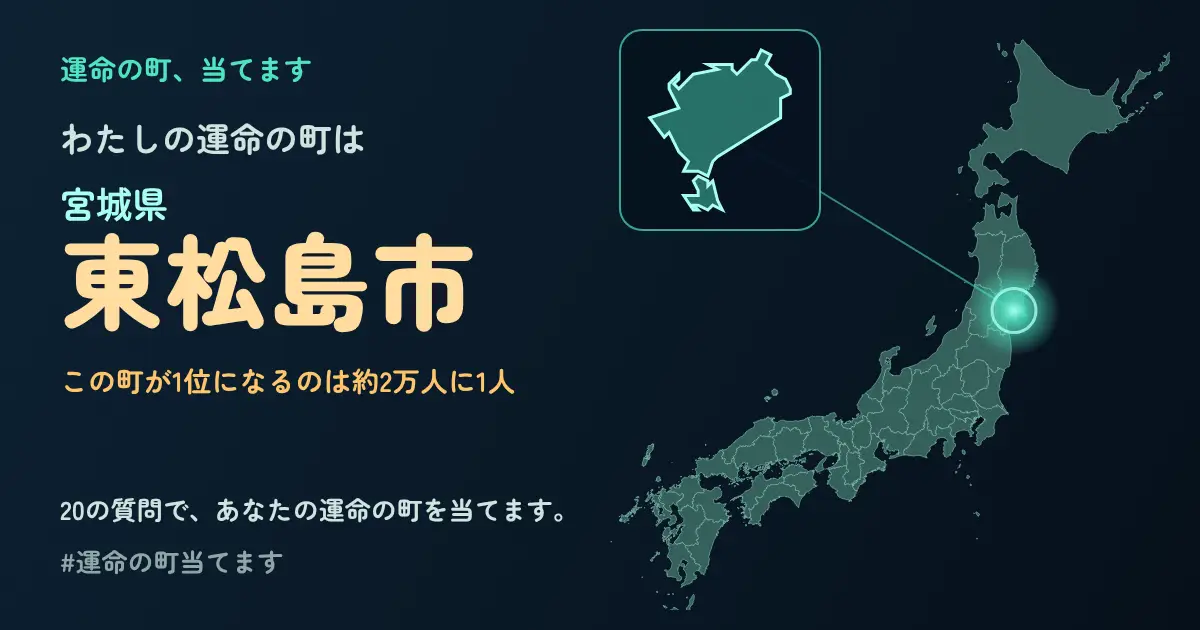 運命の町、当てます
わたしの運命の町は
宮城県
東松島市
この町が1位になるのは約2万人に1人
20の質問で、あなたの運命の町を当てます。
#運命の町当てます